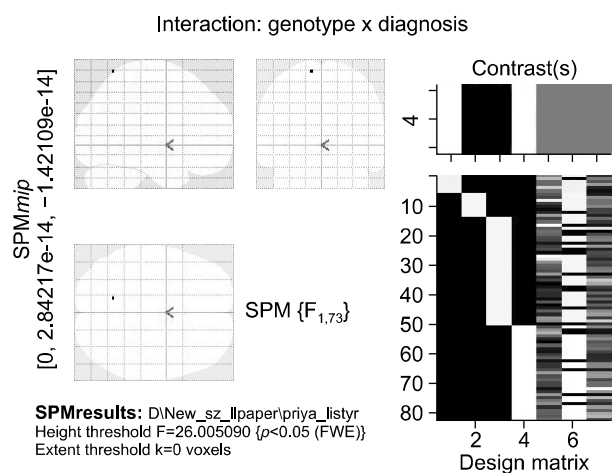 Interaction: genotype x diagnosis
SPMmip
[0, 2.84217e-14, −1.42109e-14]
SPM {F1,73}
Contrast(s)
4
10
20
30
40
50
60
70
80
2 4 6
Design matrix
SPMresults: D\New_sz_llpaper\priya_listyr
Height threshold F=26.005090 {p<0.05 (FWE)}
Extent threshold k=0 voxels